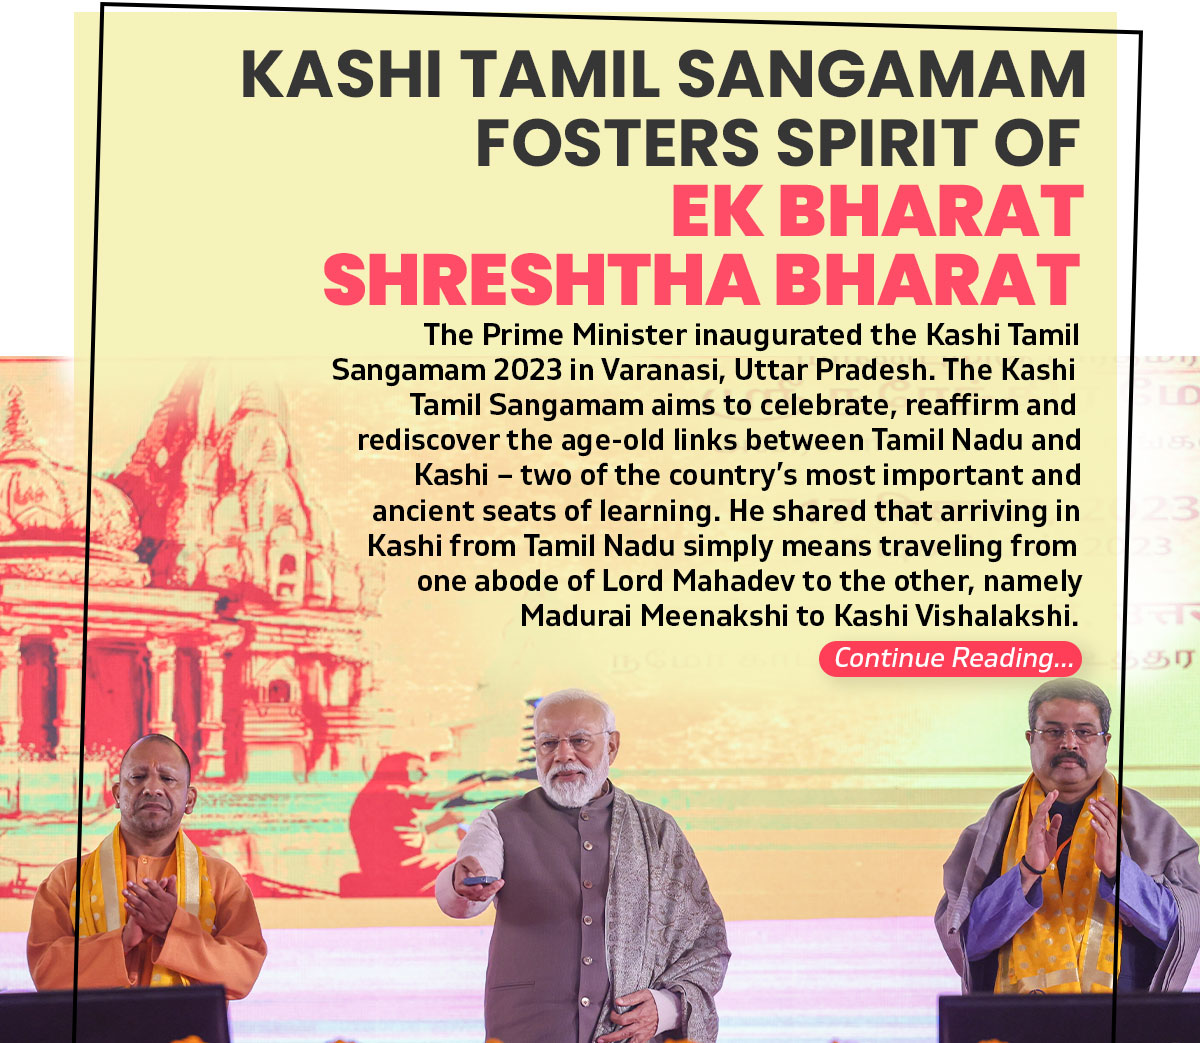 KASHI TAMIL SANGAMAM
FOSTERS SPIRIT OF
EK BHARAT
SHRESHTHA BHARAT
The Prime Minister inaugurated the Kashi Tamil
Sangamam 2023 in Varanasi, Uttar Pradesh. The Kashi
Tamil Sangamam aims to celebrate, reaffirm and
rediscover the age-old links between Tamil Nadu and
Kashi – two of the country’s most important and
ancient seats of learning. He shared that arriving in
Kashi from Tamil Nadu simply means traveling from
one abode of Lord Mahadev to the other, namely
Madurai Meenakshi to Kashi Vishalakshi.
Continue Reading...